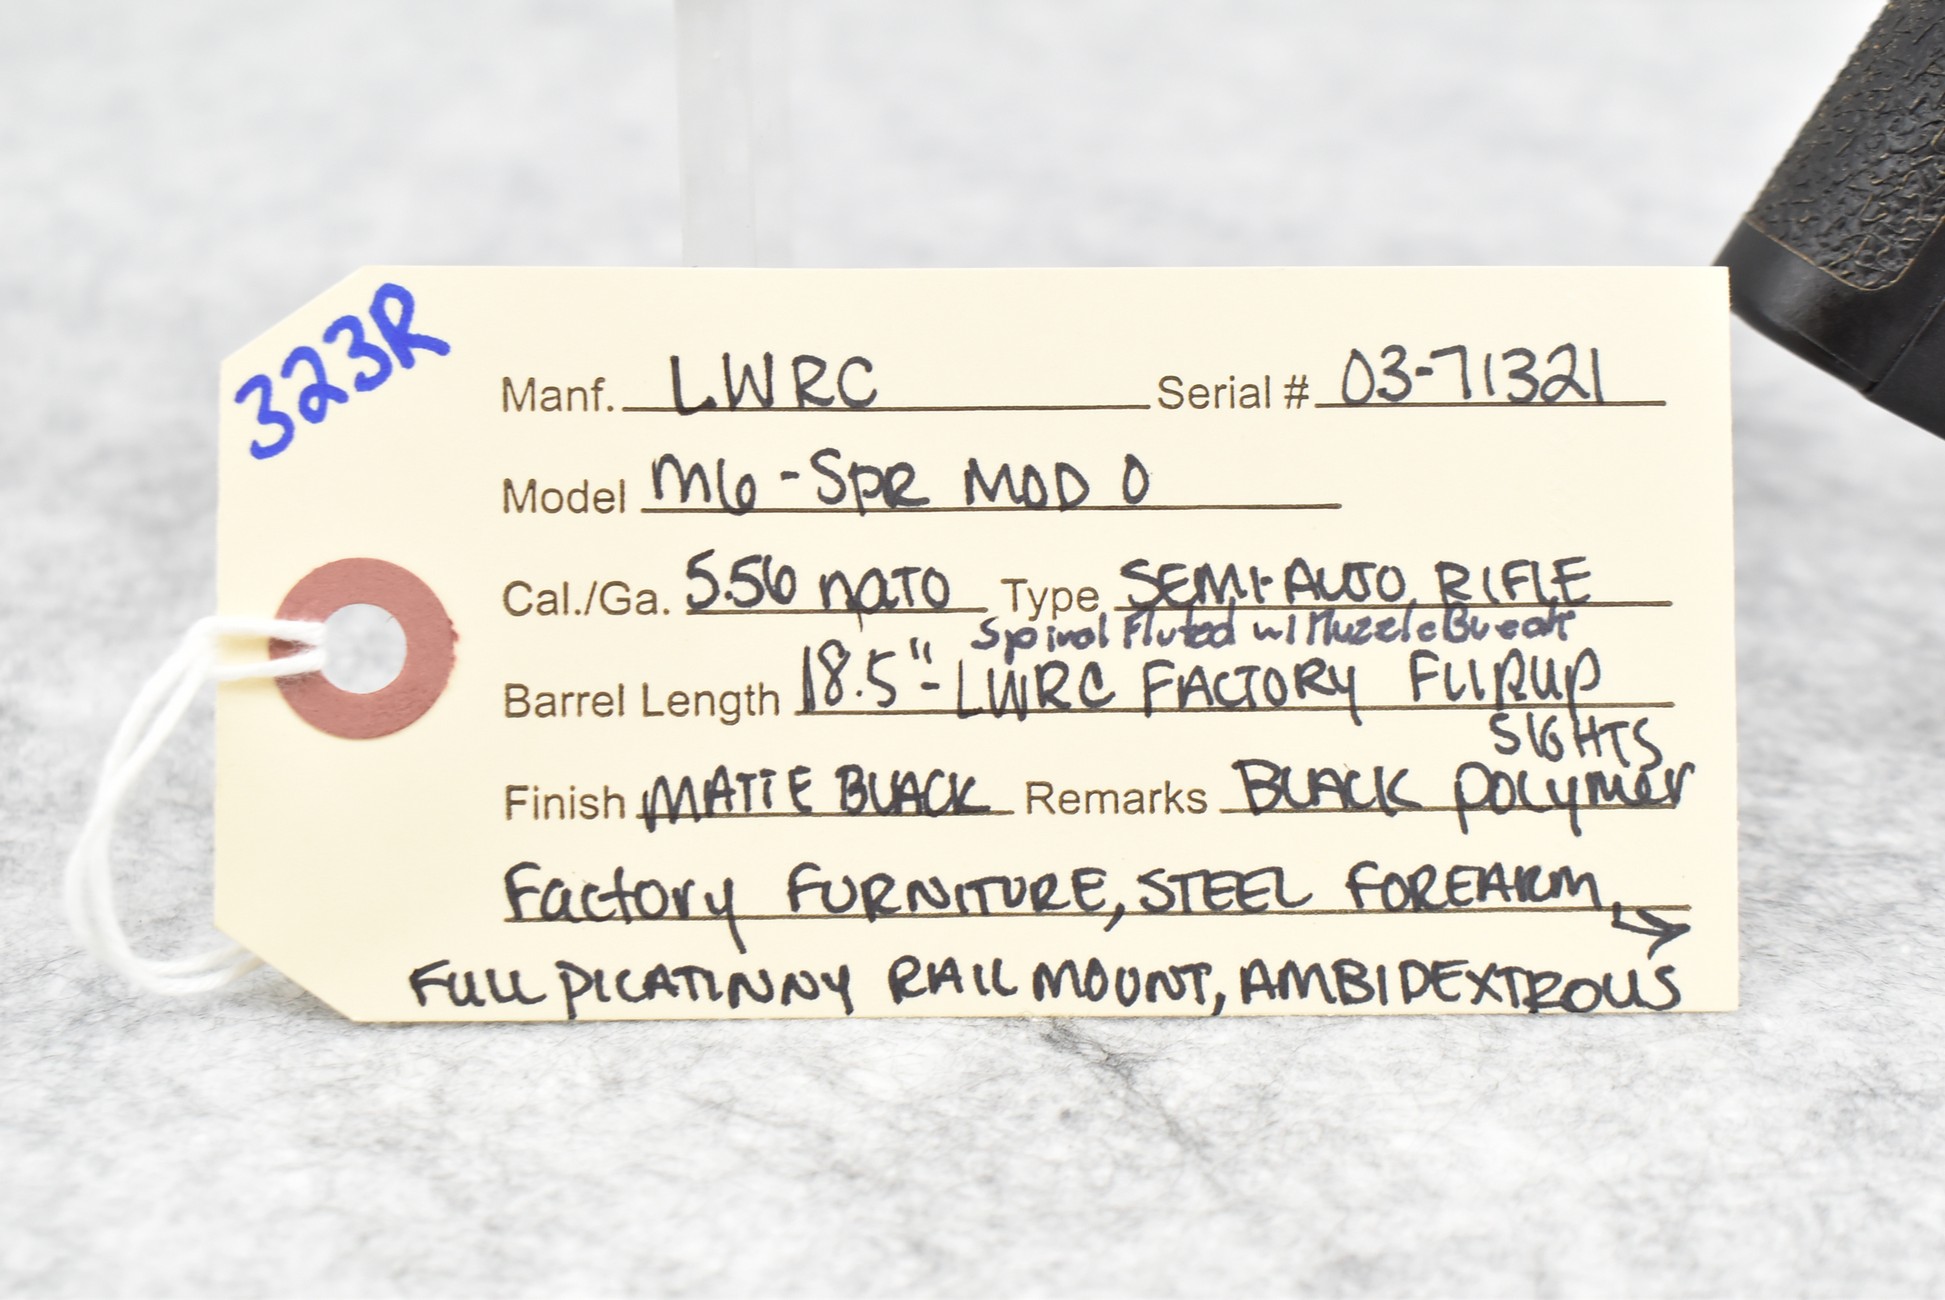 323R
Manf. LWRC Serial # 03-71321
Model M6-SPR MOD 0
Cal./Ga. 5.56 NATO Type SEMI-AUTO RIFLE
Spiral Fluted w/ Muzzle Break
Barrel Length 18.5"- LWRC FACTORY FLIPUP
SIGHTS
Finish MATTE BLACK Remarks BLACK POLYMER
Factory FURNITURE, STEEL FOREARM,
FULL PICATINNY RAIL MOUNT, AMBIDEXTROUS